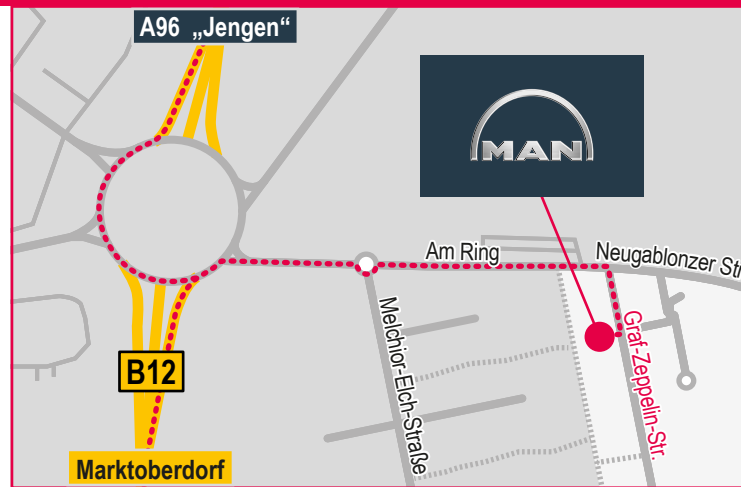 A96 „Jengen“
MAN
Am Ring
Neugablonzer Str
Melchior-Elch-Straße
Graf-Zeppelin-Str.
B12
Marktoberdorf